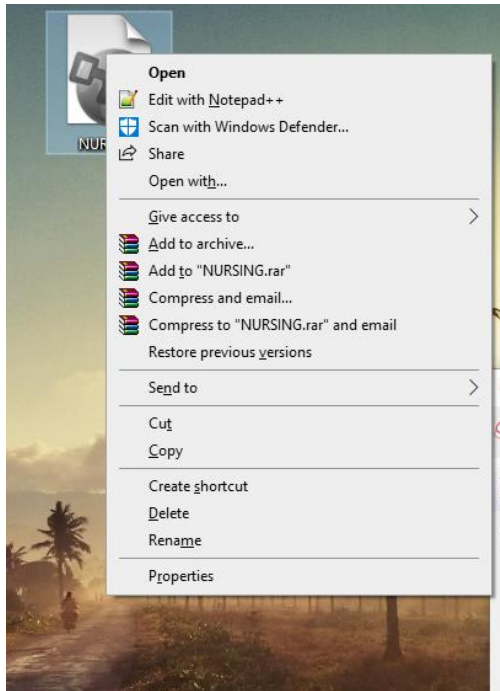 NUR
Open
Edit with Notepad++
Scan with Windows Defender...
Share
Open with...
Give access to
Add to archive...
Add to "NURSING.rar"
Compress and email...
Compress to "NURSING.rar" and email
Restore previous versions
Send to
Cut
Copy
Create shortcut
Delete
Rename
Properties